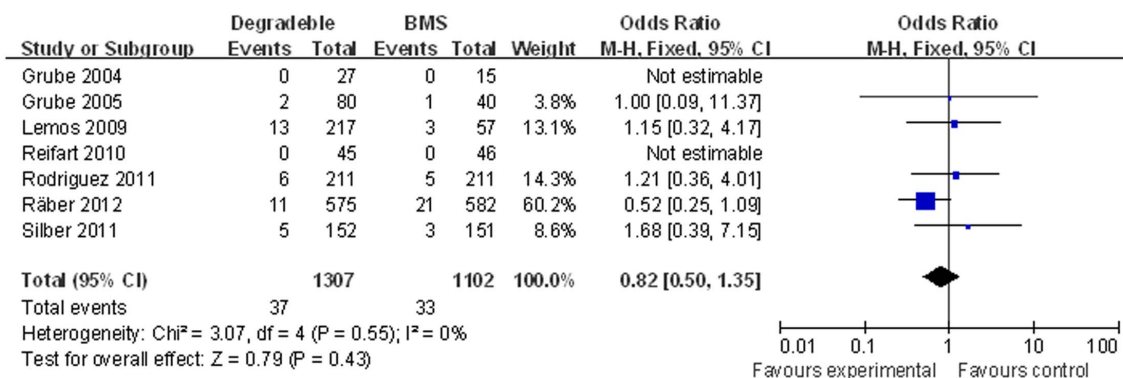 Degradeble BMS Odds Ratio Odds Ratio
Study or Subgroup Events Total Events Total Weight M-H, Fixed, 95% CI M-H, Fixed, 95% CI
Grube 2004 0 27 0 15 Not estimable
Grube 2005 2 80 1 40 3.8% 1.00 [0.09, 11.37]
Lemos 2009 13 217 3 57 13.1% 1.15 [0.32, 4.17]
Reifart 2010 0 45 0 46 Not estimable
Rodriguez 2011 6 211 5 211 14.3% 1.21 [0.36, 4.01]
Räber 2012 11 575 21 582 60.2% 0.52 [0.25, 1.09]
Silber 2011 5 152 3 151 8.6% 1.68 [0.39, 7.15]
Total (95% CI) 1307 1102 100.0% 0.82 [0.50, 1.35]
Total events 37 33
Heterogeneity: Chi² = 3.07, df = 4 (P = 0.55); I² = 0%
Test for overall effect: Z = 0.79 (P = 0.43)
0.01 0.1 1 10 100
Favours experimental Favours control